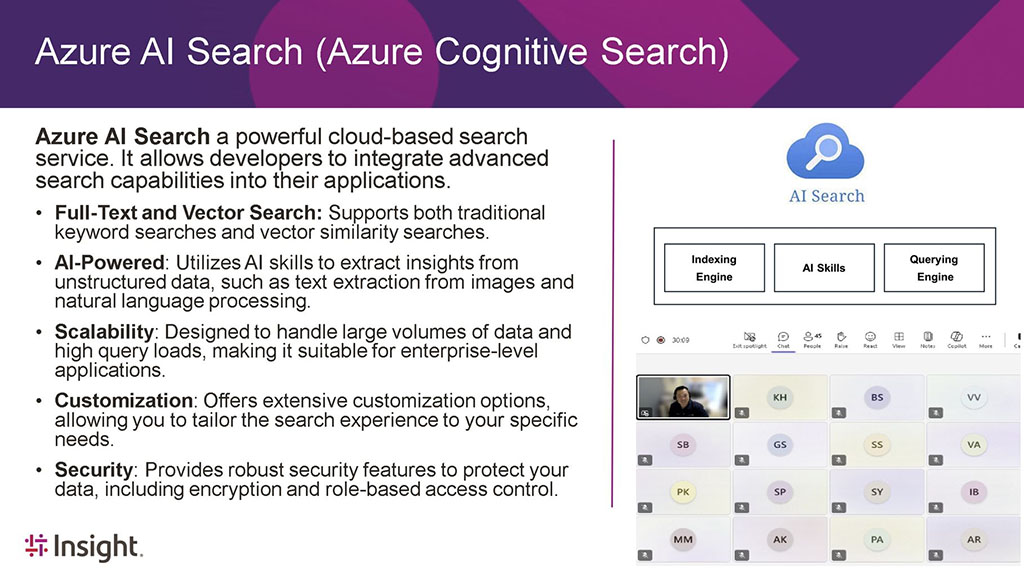 Azure AI Search (Azure Cognitive Search)
Azure AI Search a powerful cloud-based search
service. It allows developers to integrate advanced
search capabilities into their applications.
• Full-Text and Vector Search: Supports both traditional
keyword searches and vector similarity searches.
• AI-Powered: Utilizes AI skills to extract insights from
unstructured data, such as text extraction from images and
natural language processing.
• Scalability: Designed to handle large volumes of data and
high query loads, making it suitable for enterprise-level
applications.
• Customization: Offers extensive customization options,
allowing you to tailor the search experience to your specific
needs.
• Security: Provides robust security features to protect your
data, including encryption and role-based access control.
Insight.
AI Search
Indexing
Engine
AI Skills
Querying
Engine
30:09
Exit spotlight
Chat
45
People
Raise
React
View
Notes
Copilot
More
Ca
KH
BS
VV
SB
GS
SS
VA
PK
SP
SY
IB
MM
AK
PA
AR